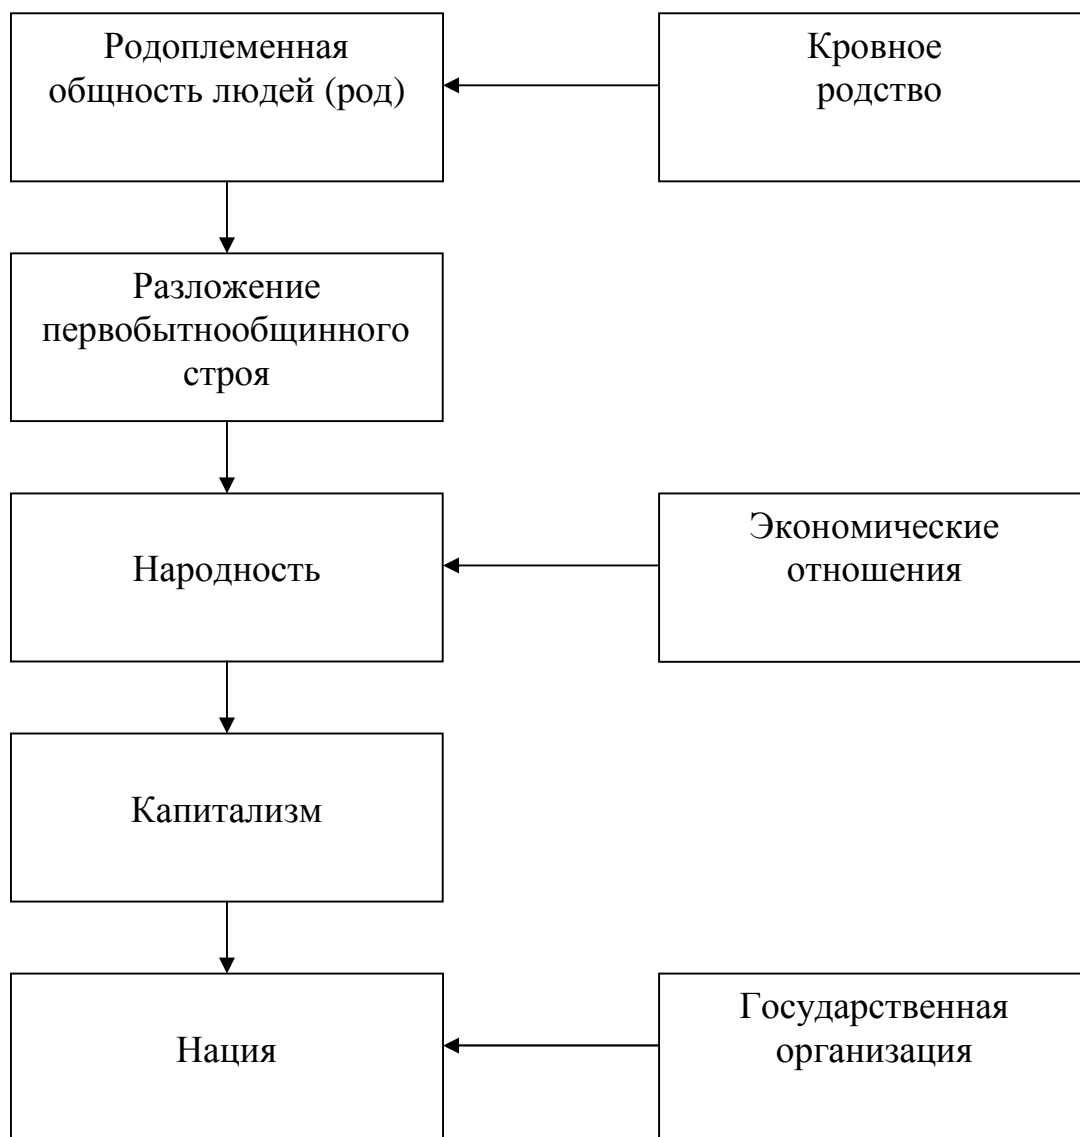 Родоплеменная
общность людей (род)
Кровное
родство
Разложение
первобытнообщинного
строя
Народность
Экономические
отношения
Капитализм
Нация
Государственная
организация